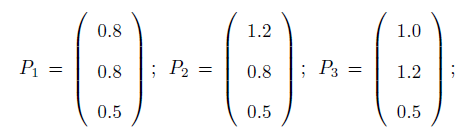 P₁ = ( 0.8 0.8 0.5 ) ; P₂ = ( 1.2 0.8 0.5 ) ; P₃ = ( 1.0 1.2 0.5 ) ;